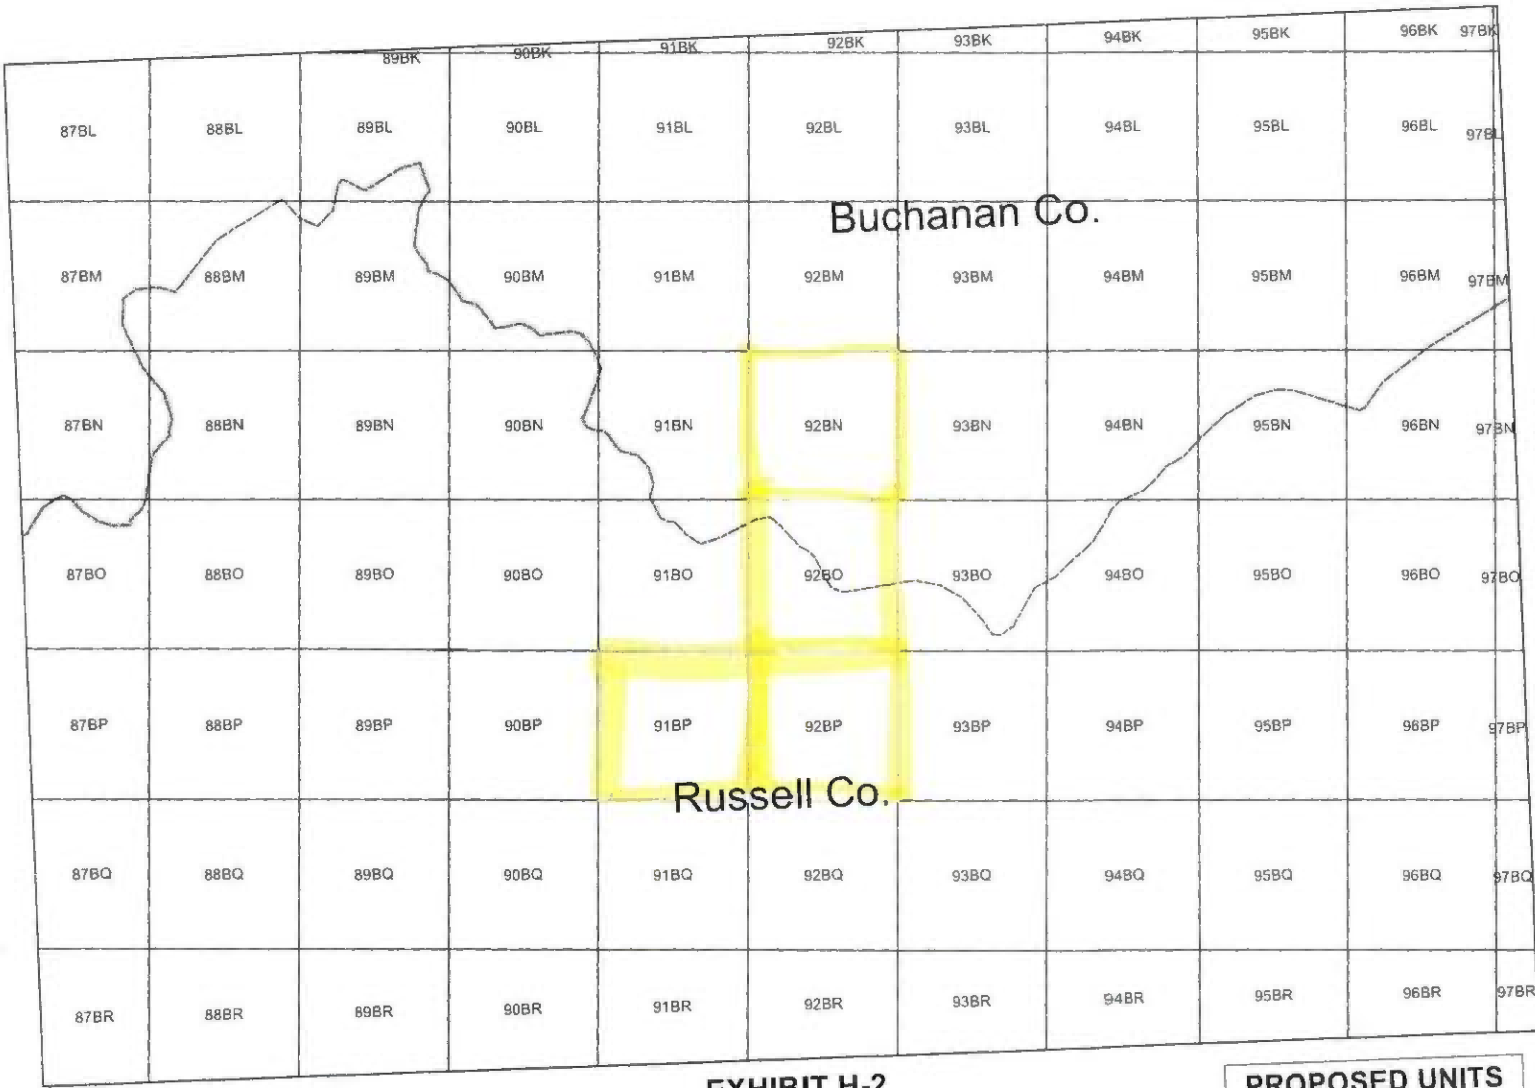 89BK 90BK 91BK 92BK 93BK 94BK 95BK 96BK 97BK
87BL 88BL 89BL 90BL 91BL 92BL 93BL 94BL 95BL 96BL 97BL
Buchanan Co.
87BM 88BM 89BM 90BM 91BM 92BM 93BM 94BM 95BM 96BM 97BM
87BN 88BN 89BN 90BN 91BN 92BN 93BN 94BN 95BN 96BN 97BN
87BO 88BO 89BO 90BO 91BO 92BO 93BO 94BO 95BO 96BO 97BO
87BP 88BP 89BP 90BP 91BP 92BP 93BP 94BP 95BP 96BP 97BP
Russell Co.
87BQ 88BQ 89BQ 90BQ 91BQ 92BQ 93BQ 94BQ 95BQ 96BQ 97BQ
87BR 88BR 89BR 90BR 91BR 92BR 93BR 94BR 95BR 96BR 97BR
EXHIBIT H-2
PROPOSED UNITS